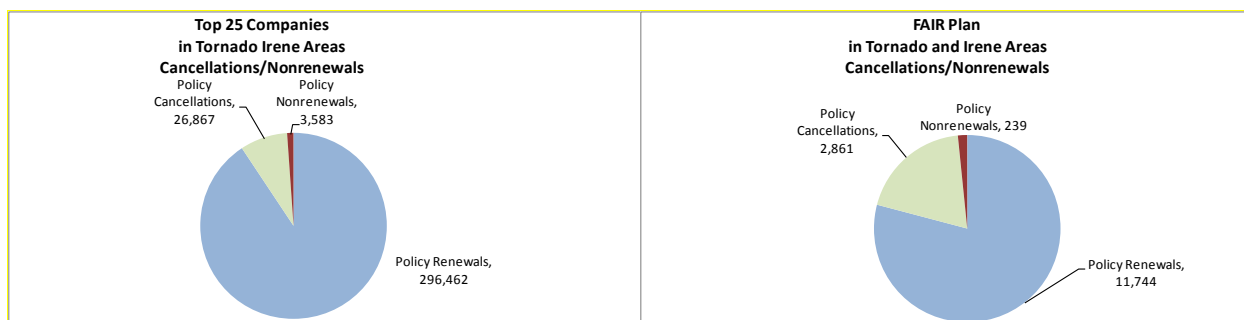 Top 25 Companies
in Tornado Irene Areas
Cancellations/Nonrenewals
Policy
Cancellations,
26,867
Policy
Nonrenewals,
3,583
Policy Renewals,
296,462
FAIR Plan
in Tornado and Irene Areas
Cancellations/Nonrenewals
Policy
Cancellations,
2,861
Policy
Nonrenewals, 239
Policy Renewals,
11,744